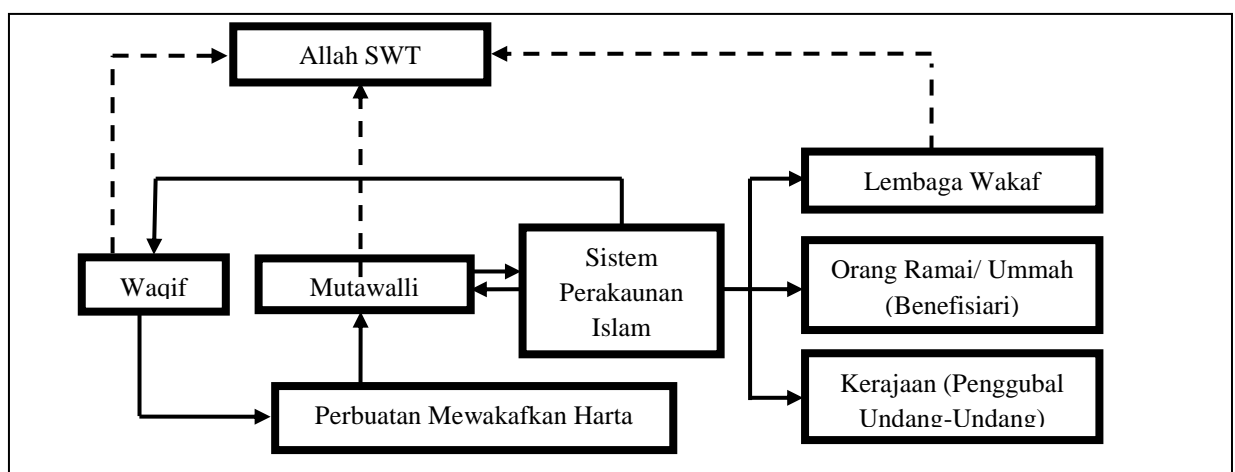 Allah SWT
Lembaga Wakaf
Sistem
Perakaunan
Islam
Waqif
Mutawalli
Orang Ramai/ Ummah
(Benefisiari)
Perbuatan Mewakafkan Harta
Kerajaan (Penggubal
Undang-Undang)